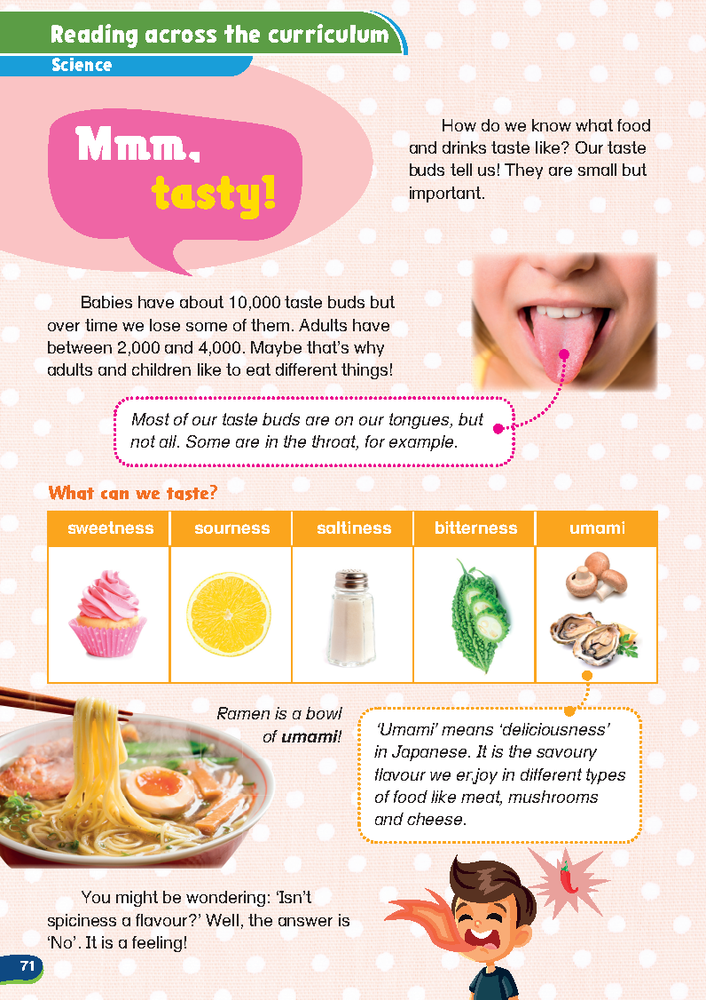 Reading across the curriculum
Science
Mmm,
tasty!
How do we know what food
and drinks taste like? Our taste
buds tell us! They are small but
important.
Babies have about 10,000 taste buds but
over time we lose some of them. Adults have
between 2,000 and 4,000. Maybe that’s why
adults and children like to eat different things!
Most of our taste buds are on our tongues, but
not all. Some are in the throat, for example.
What can we taste?
sweetness sourness saltiness bitterness umami
Ramen is a bowl
of umami!
‘Umami’ means ‘deliciousness’
in Japanese. It is the savoury
flavour we enjoy in different types
of food like meat, mushrooms
and cheese.
You might be wondering: ‘Isn’t
spiciness a flavour?’ Well, the answer is
‘No’. It is a feeling!
71